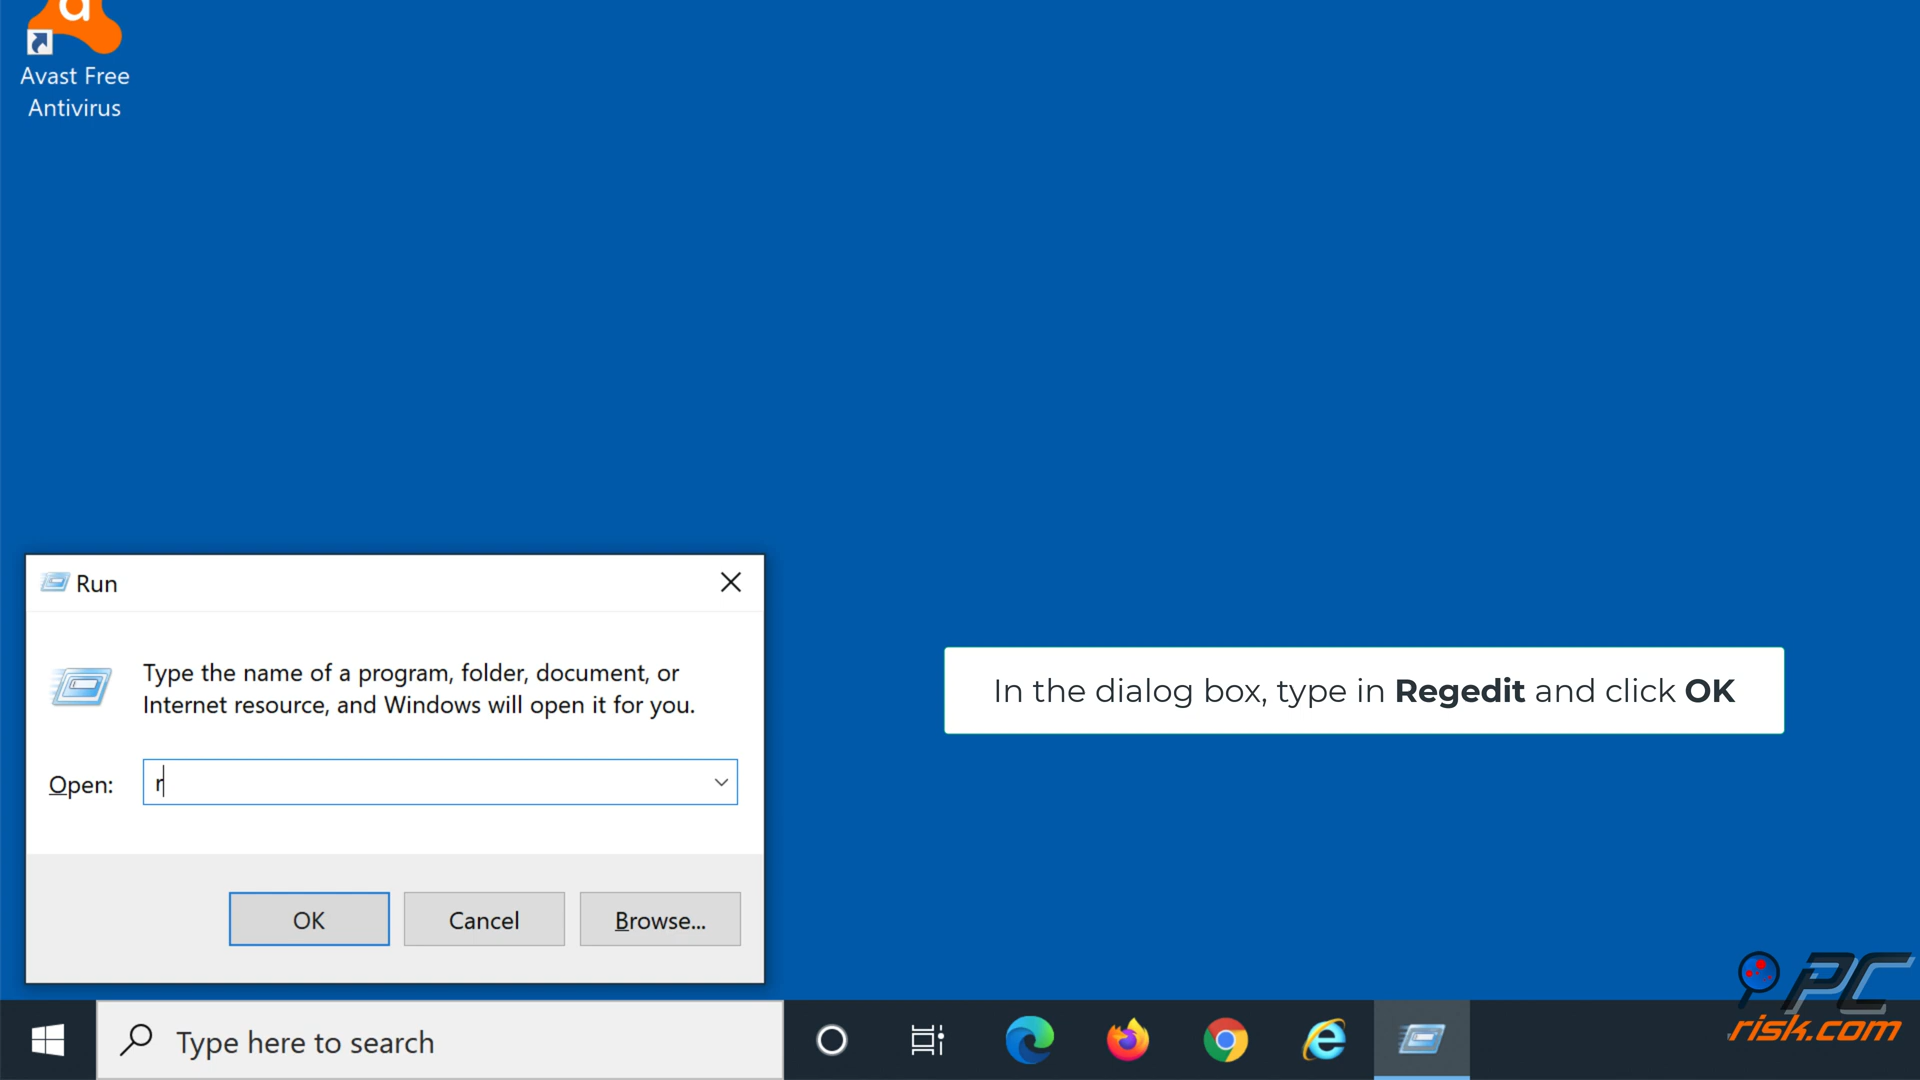 Avast Free
Antivirus
Run
Type the name of a program, folder, document, or
Internet resource, and Windows will open it for you.
Open:
r
OK
Cancel
Browse...
In the dialog box, type in Regedit and click OK
Type here to search
PC
risk.com